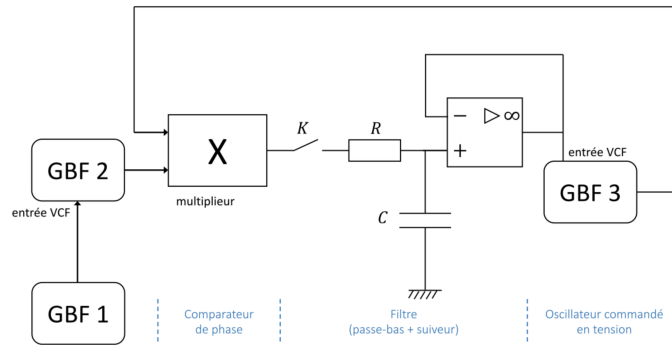 K
R
− ▷ ∞
+
X
GBF 2
entrée VCF
multiplieur
C
entrée VCF
GBF 3
GBF 1
Comparateur
de phase
Filtre
(passe-bas + suiveur)
Oscillateur commandé
en tension